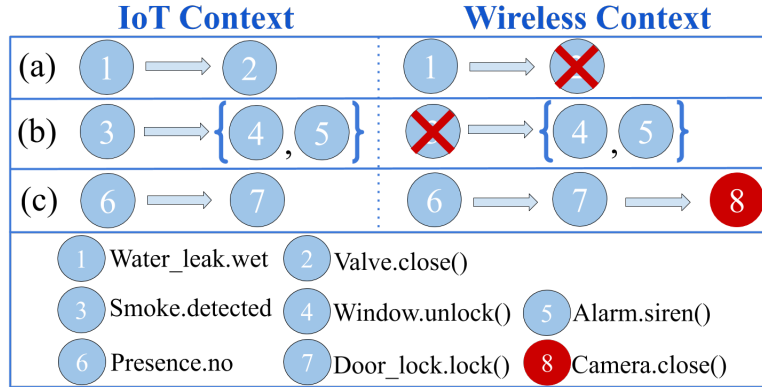 IoT Context Wireless Context
(a) 1 2 1
(b) 3 { 4 , 5 } { 4 , 5 }
(c) 6 7 6 7 8
1 Water_leak.wet 2 Valve.close()
3 Smoke.detected 4 Window.unlock() 5 Alarm.siren()
6 Presence.no 7 Door_lock.lock() 8 Camera.close()